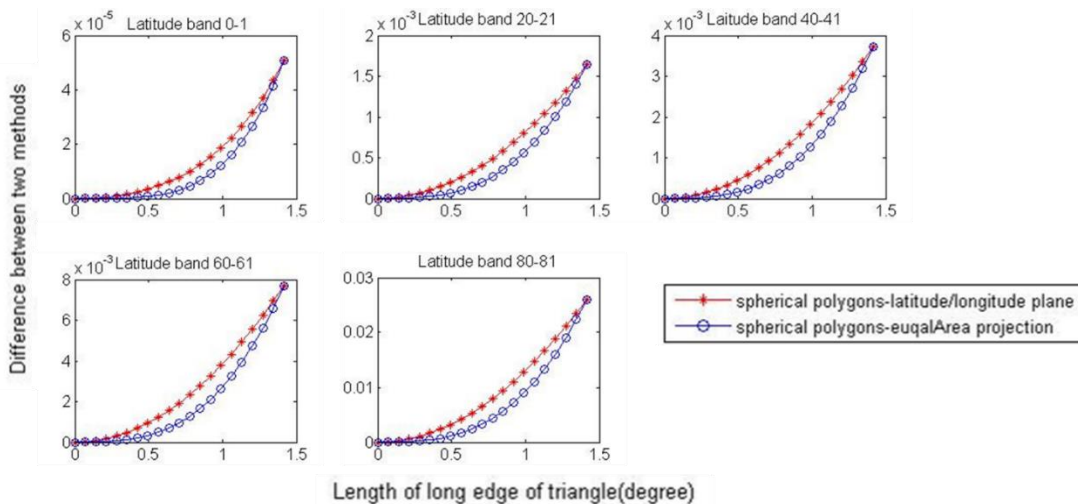 Latitude band 0-1
x 10^-5
6
4
2
0
0 0.5 1 1.5
Latitude band 20-21
x 10^-3
2
1.5
1
0.5
0
0 0.5 1 1.5
Laitude band 40-41
x 10^-3
4
3
2
1
0
0 0.5 1 1.5
Difference between two methods
x 10^-3 Latitude band 60-61
8
6
4
2
0
0 0.5 1 1.5
Latitude band 80-81
0.03
0.02
0.01
0
0 0.5 1 1.5
spherical polygons-latitude/longitude plane
spherical polygons-euqalArea projection
Length of long edge of triangle(degree)